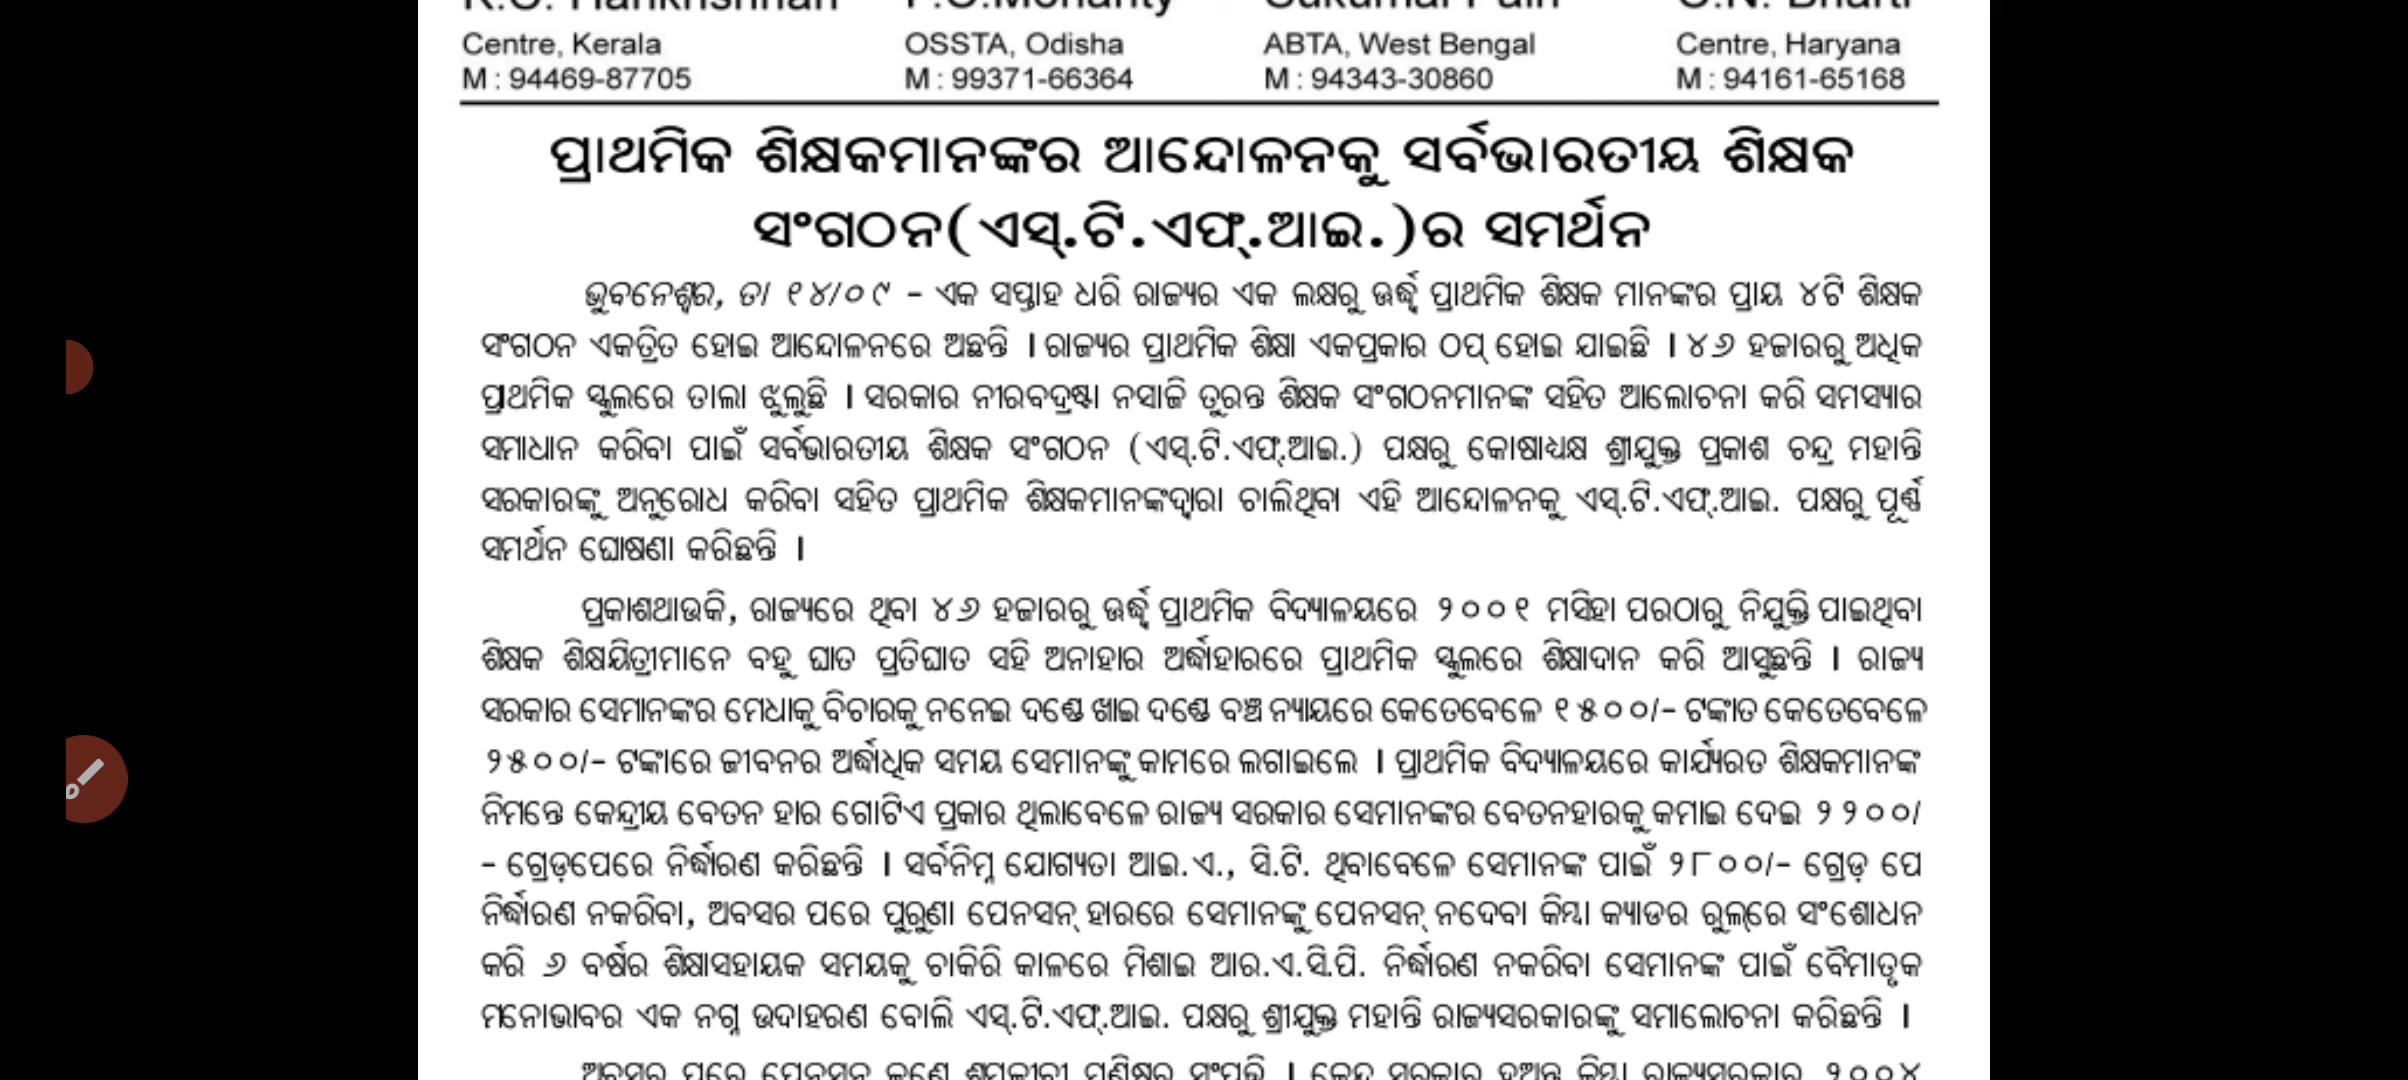 Centre, Kerala OSSTA, Odisha ABTA, West Bengal Centre, Haryana
M : 94469-87705 M : 99371-66364 M : 94343-30860 M : 94161-65168
ପ୍ରାଥମିକ ଶିକ୍ଷକମାନଙ୍କର ଆନ୍ଦୋଳନକୁ ସର୍ବଭାରତୀୟ ଶିକ୍ଷକ
ସଂଗଠନ(ଏସ୍.ଟି.ଏଫ୍.ଆଇ.)ର ସମର୍ଥନ
ଭୁବନେଶ୍ୱର, ତା ୧୪/୦୯ - ଏକ ସପ୍ତାହ ଧରି ରାଜ୍ୟର ଏକ ଲକ୍ଷରୁ ଊର୍ଦ୍ଧ୍ୱ ପ୍ରାଥମିକ ଶିକ୍ଷକ ମାନଙ୍କର ପ୍ରାୟ ୪ଟି ଶିକ୍ଷକ
ସଂଗଠନ ଏକତ୍ରିତ ହୋଇ ଆନ୍ଦୋଳନରେ ଅଛନ୍ତି । ରାଜ୍ୟର ପ୍ରାଥମିକ ଶିକ୍ଷା ଏକପ୍ରକାର ଠପ୍ ହୋଇ ଯାଇଛି । ୪୬ ହଜାରରୁ ଅଧିକ
ପ୍ରାଥମିକ ସ୍କୁଲରେ ତାଲା ଝୁଲୁଛି । ସରକାର ନୀରବଦ୍ରଷ୍ଟା ନସାଜି ତୁରନ୍ତ ଶିକ୍ଷକ ସଂଗଠନମାନଙ୍କ ସହିତ ଆଲୋଚନା କରି ସମସ୍ୟାର
ସମାଧାନ କରିବା ପାଇଁ ସର୍ବଭାରତୀୟ ଶିକ୍ଷକ ସଂଗଠନ (ଏସ୍.ଟି.ଏଫ୍.ଆଇ.) ପକ୍ଷରୁ କୋଷାଧ୍ୟକ୍ଷ ଶ୍ରୀଯୁକ୍ତ ପ୍ରକାଶ ଚନ୍ଦ୍ର ମହାନ୍ତି
ସରକାରଙ୍କୁ ଅନୁରୋଧ କରିବା ସହିତ ପ୍ରାଥମିକ ଶିକ୍ଷକମାନଙ୍କଦ୍ୱାରା ଚାଲିଥିବା ଏହି ଆନ୍ଦୋଳନକୁ ଏସ୍.ଟି.ଏଫ୍.ଆଇ. ପକ୍ଷରୁ ପୂର୍ଣ୍ଣ
ସମର୍ଥନ ଘୋଷଣା କରିଛନ୍ତି ।
ପ୍ରକାଶଥାଉକି, ରାଜ୍ୟରେ ଥିବା ୪୬ ହଜାରରୁ ଊର୍ଦ୍ଧ୍ୱ ପ୍ରାଥମିକ ବିଦ୍ୟାଳୟରେ ୨୦୦୧ ମସିହା ପରଠାରୁ ନିଯୁକ୍ତି ପାଇଥିବା
ଶିକ୍ଷକ ଶିକ୍ଷୟିତ୍ରୀମାନେ ବହୁ ଘାତ ପ୍ରତିଘାତ ସହି ଅନାହାର ଅର୍ଦ୍ଧାହାରରେ ପ୍ରାଥମିକ ସ୍କୁଲରେ ଶିକ୍ଷାଦାନ କରି ଆସୁଛନ୍ତି । ରାଜ୍ୟ
ସରକାର ସେମାନଙ୍କର ମେଧାକୁ ବିଚାରକୁ ନନେଇ ଦଣ୍ଡେ ଖାଇ ଦଣ୍ଡେ ବଞ୍ଚ ନ୍ୟାୟରେ କେତେବେଳେ ୧୫୦୦/- ଟଙ୍କାତ କେତେବେଳେ
୨୫୦୦/- ଟଙ୍କାରେ ଜୀବନର ଅର୍ଦ୍ଧାଧିକ ସମୟ ସେମାନଙ୍କୁ କାମରେ ଲଗାଇଲେ । ପ୍ରାଥମିକ ବିଦ୍ୟାଳୟରେ କାର୍ଯ୍ୟରତ ଶିକ୍ଷକମାନଙ୍କ
ନିମନ୍ତେ କେନ୍ଦ୍ରୀୟ ବେତନ ହାର ଗୋଟିଏ ପ୍ରକାର ଥିଲାବେଳେ ରାଜ୍ୟ ସରକାର ସେମାନଙ୍କର ବେତନହାରକୁ କମାଇ ଦେଇ ୨୨୦୦/
- ଗ୍ରେଡ୍‌ପେରେ ନିର୍ଦ୍ଧାରଣ କରିଛନ୍ତି । ସର୍ବନିମ୍ନ ଯୋଗ୍ୟତା ଆଇ.ଏ., ସି.ଟି. ଥିବାବେଳେ ସେମାନଙ୍କ ପାଇଁ ୨୮୦୦/- ଗ୍ରେଡ୍ ପେ
ନିର୍ଦ୍ଧାରଣ ନକରିବା, ଅବସର ପରେ ପୁରୁଣା ପେନସନ୍ ହାରରେ ସେମାନଙ୍କୁ ପେନସନ୍ ନଦେବା କିମ୍ବା କ୍ୟାଡର ରୁଲ୍‌ରେ ସଂଶୋଧନ
କରି ୬ ବର୍ଷର ଶିକ୍ଷାସହାୟକ ସମୟକୁ ଚାକିରି କାଳରେ ମିଶାଇ ଆର.ଏ.ସି.ପି. ନିର୍ଦ୍ଧାରଣ ନକରିବା ସେମାନଙ୍କ ପାଇଁ ବୈମାତୃକ
ମନୋଭାବର ଏକ ନଗ୍ନ ଉଦାହରଣ ବୋଲି ଏସ୍.ଟି.ଏଫ୍.ଆଇ. ପକ୍ଷରୁ ଶ୍ରୀଯୁକ୍ତ ମହାନ୍ତି ରାଜ୍ୟସରକାରଙ୍କୁ ସମାଲୋଚନା କରିଛନ୍ତି ।